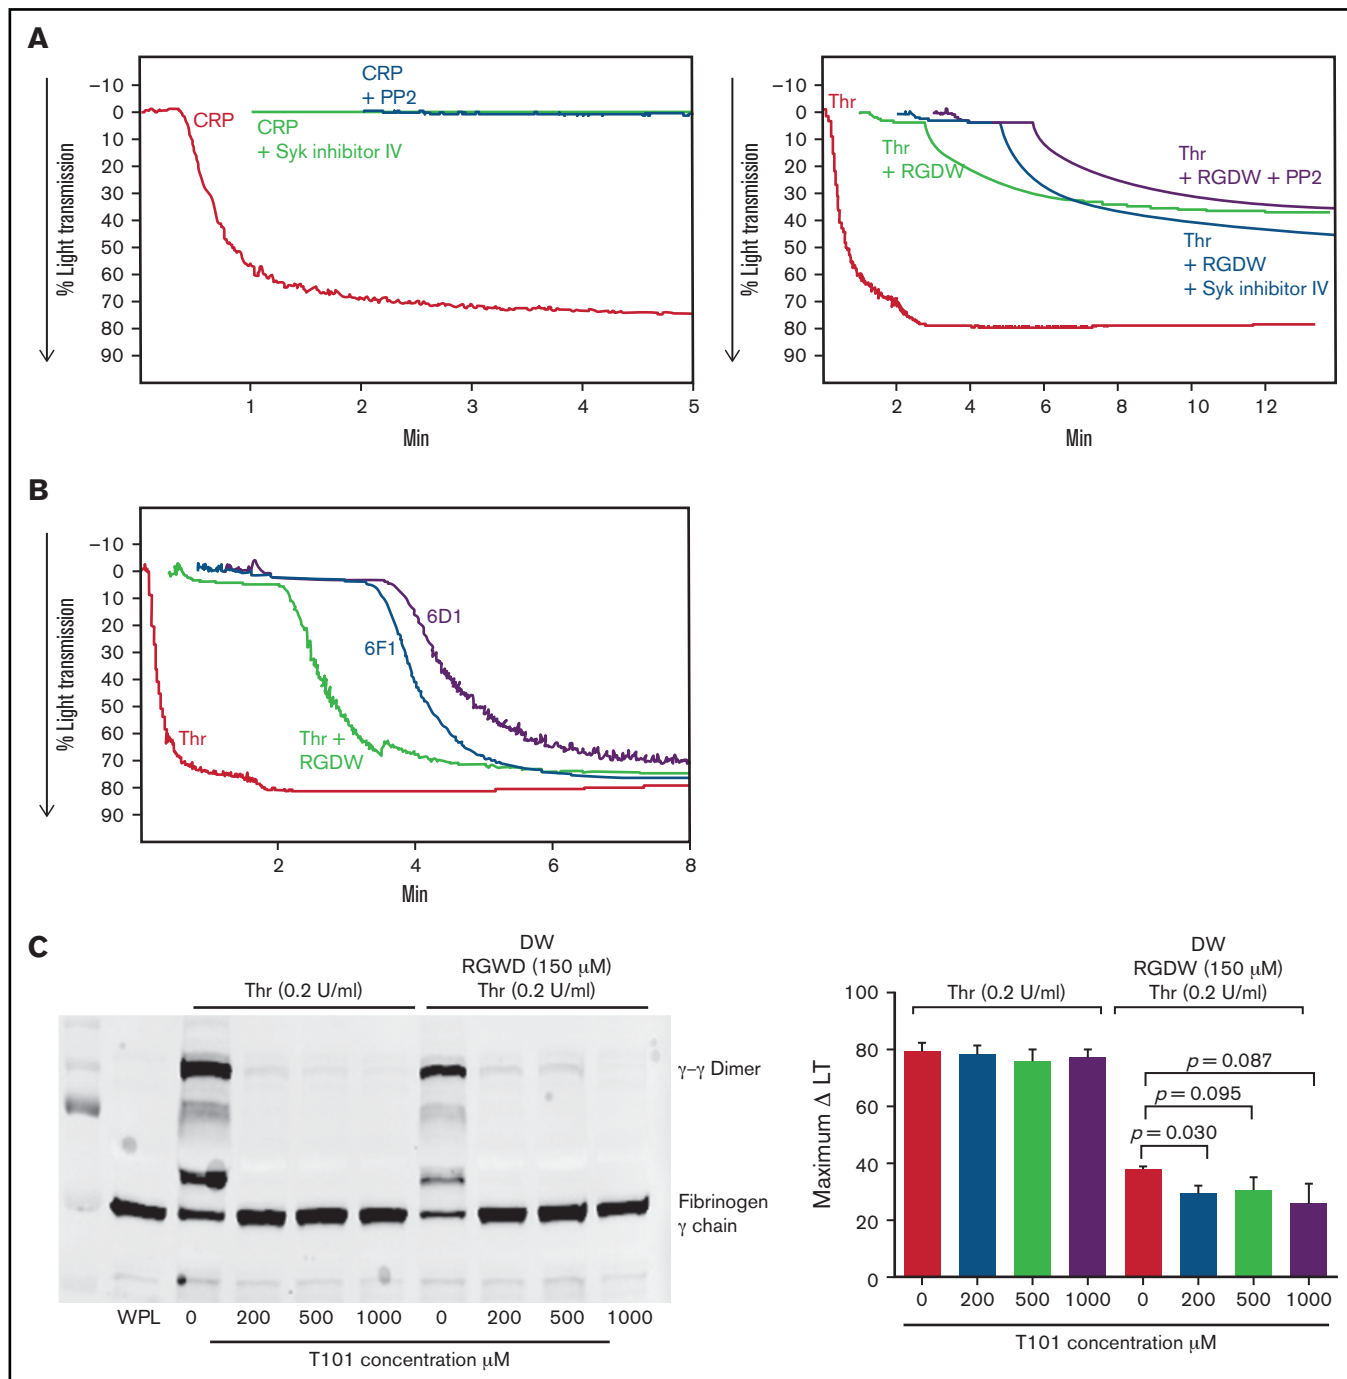 A
% Light transmission
−10
0
10
20
30
40
50
60
70
80
90
CRP
CRP
+ PP2
CRP
+ Syk inhibitor IV
1
2
3
4
5
Min
% Light transmission
−10
0
10
20
30
40
50
60
70
80
90
Thr
Thr
+ RGDW
Thr
+ RGDW + PP2
Thr
+ RGDW
+ Syk inhibitor IV
2
4
6
8
10
12
Min
B
% Light transmission
−10
0
10
20
30
40
50
60
70
80
90
Thr
Thr +
RGDW
6F1
6D1
2
4
6
8
Min
C
DW
RGWD (150 μM)
Thr (0.2 U/ml)
Thr (0.2 U/ml)
γ–γ Dimer
Fibrinogen
γ chain
WPL
0
200
500
1000
0
200
500
1000
T101 concentration μM
DW
RGDW (150 μM)
Thr (0.2 U/ml)
Thr (0.2 U/ml)
Maximum Δ LT
100
80
60
40
20
0
p = 0.087
p = 0.095
p = 0.030
0
200
500
1000
0
200
500
1000
T101 concentration μM